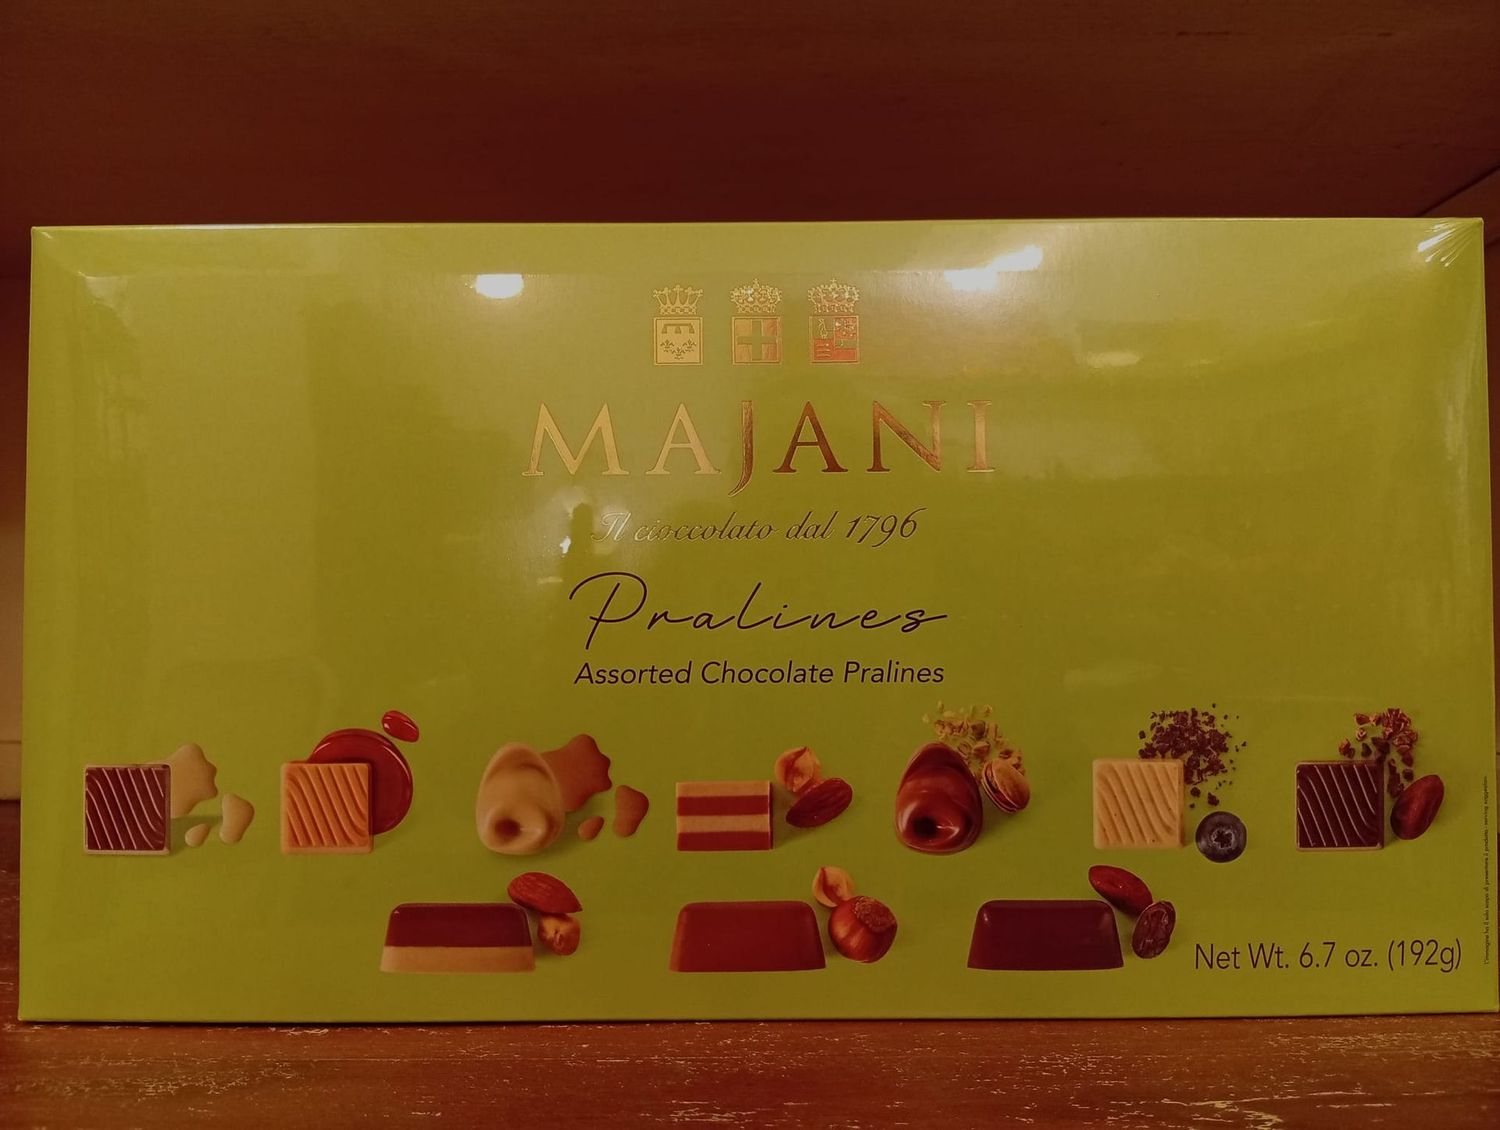 MAJANI
Il cioccolato dal 1796
Pralines
Assorted Chocolate Pralines
Net Wt. 6.7 oz. (192g)